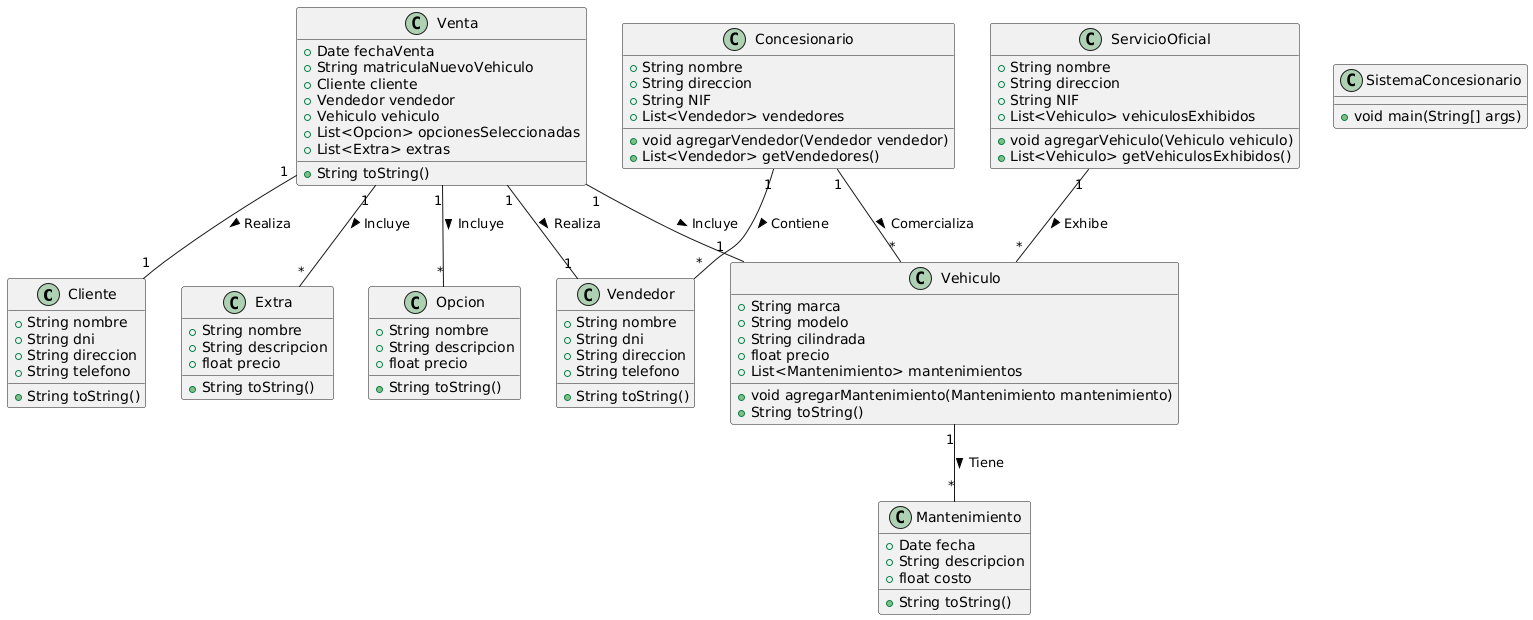 C Venta
Date fechaVenta
String matriculaNuevoVehiculo
Cliente cliente
Vendedor vendedor
Vehiculo vehiculo
List<Opcion> opcionesSeleccionadas
List<Extra> extras
String toString()
C Concesionario
String nombre
String direccion
String NIF
List<Vendedor> vendedores
void agregarVendedor(Vendedor vendedor)
List<Vendedor> getVendedores()
C ServicioOficial
String nombre
String direccion
String NIF
List<Vehiculo> vehiculosExhibidos
void agregarVehiculo(Vehiculo vehiculo)
List<Vehiculo> getVehiculosExhibidos()
C SistemaConcesionario
void main(String[] args)
1 1 1 1 1 1 1 1
Realiza
Incluye
Incluye
Realiza
Incluye
Contiene
Comercializa
Exhibe
1 * * 1 1 * * *
C Cliente
String nombre
String dni
String direccion
String telefono
String toString()
C Extra
String nombre
String descripcion
float precio
String toString()
C Opcion
String nombre
String descripcion
float precio
String toString()
C Vendedor
String nombre
String dni
String direccion
String telefono
String toString()
C Vehiculo
String marca
String modelo
String cilindrada
float precio
List<Mantenimiento> mantenimientos
void agregarMantenimiento(Mantenimiento mantenimiento)
String toString()
1
Tiene
*
C Mantenimiento
Date fecha
String descripcion
float costo
String toString()